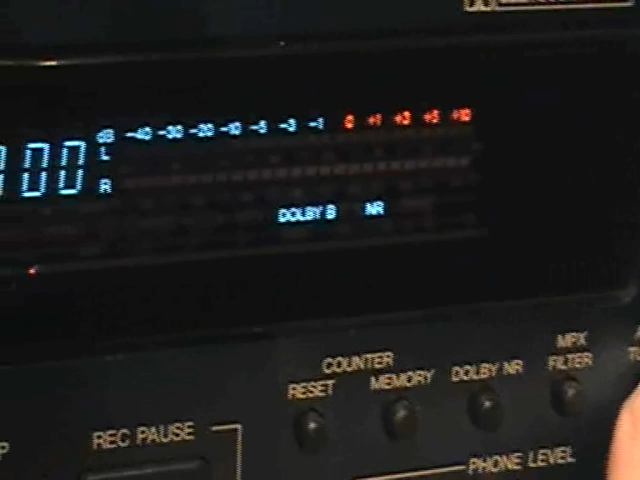 dB -40 -30 -20 -10 -5 -3 -1 0 +1 +3 +5 +10
000 L
R
DOLBY B NR
COUNTER
RESET MEMORY DOLBY NR MPX FILTER
REC PAUSE
PHONE LEVEL